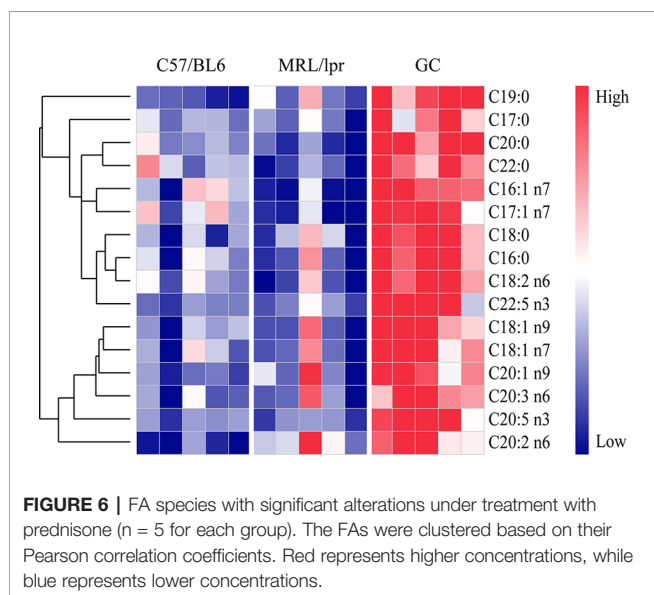 C57/BL6 MRL/lpr GC
C19:0
C17:0
C20:0
C22:0
C16:1 n7
C17:1 n7
C18:0
C16:0
C18:2 n6
C22:5 n3
C18:1 n9
C18:1 n7
C20:1 n9
C20:3 n6
C20:5 n3
C20:2 n6
High
Low
FIGURE 6 | FA species with significant alterations under treatment with
prednisone (n = 5 for each group). The FAs were clustered based on their
Pearson correlation coefficients. Red represents higher concentrations, while
blue represents lower concentrations.